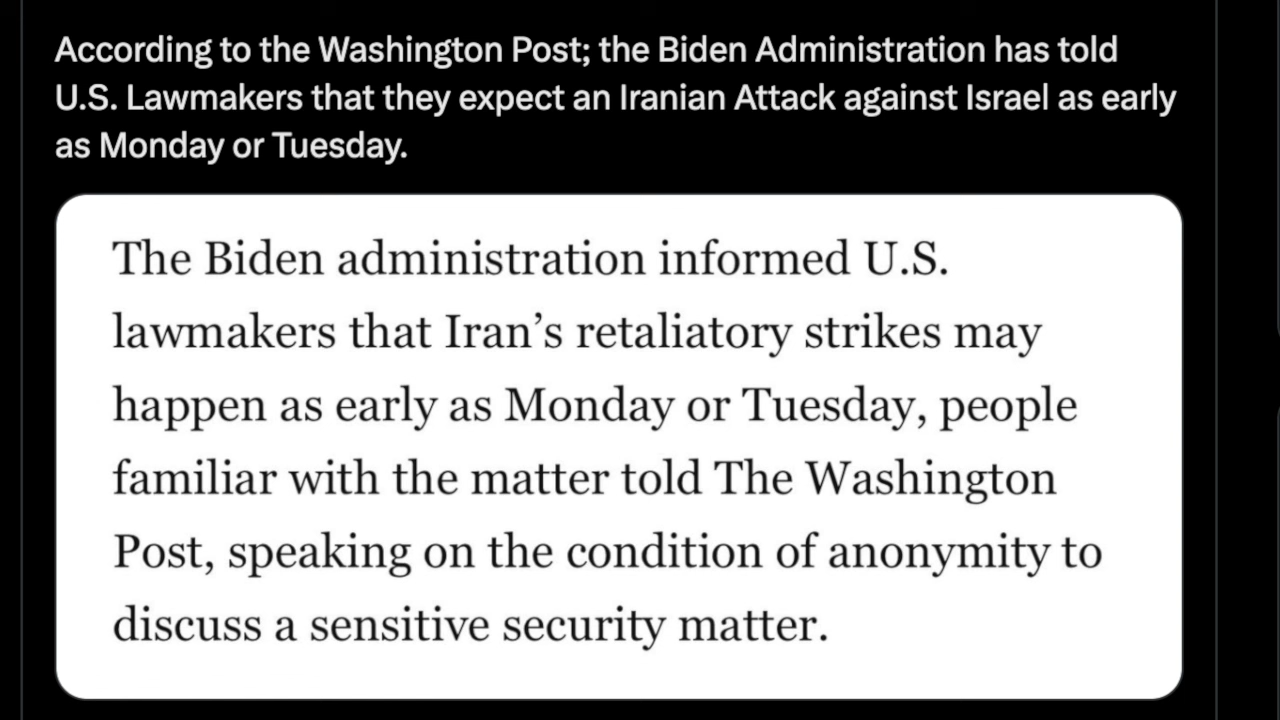 According to the Washington Post; the Biden Administration has told
U.S. Lawmakers that they expect an Iranian Attack against Israel as early
as Monday or Tuesday.
The Biden administration informed U.S.
lawmakers that Iran’s retaliatory strikes may
happen as early as Monday or Tuesday, people
familiar with the matter told The Washington
Post, speaking on the condition of anonymity to
discuss a sensitive security matter.